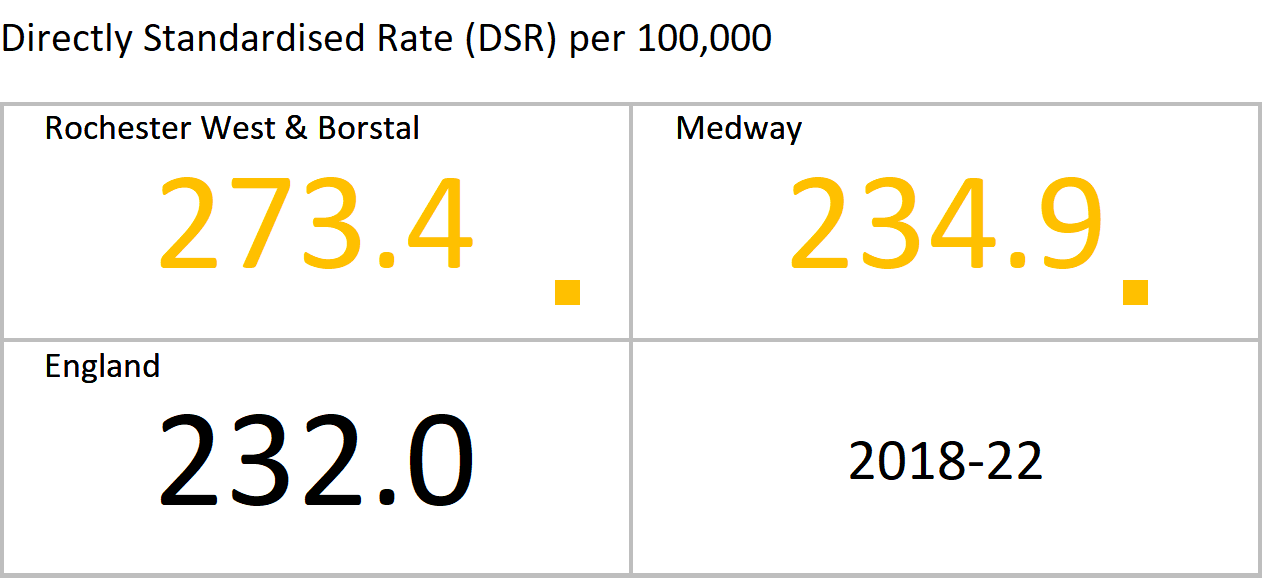 Directly Standardised Rate (DSR) per 100,000
Rochester West & Borstal
273.4
Medway
234.9
England
232.0
2018-22